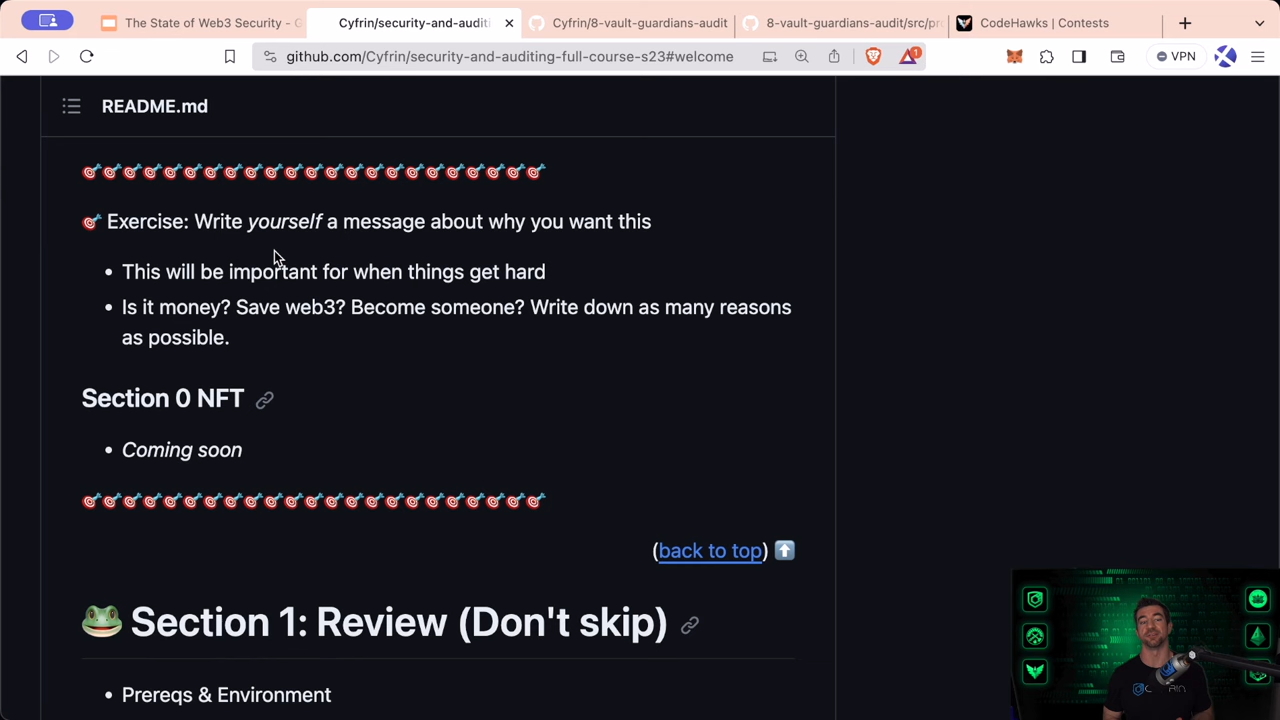 The State of Web3 Security - G
Cyfrin/security-and-auditi
Cyfrin/8-vault-guardians-audit
8-vault-guardians-audit/src/pr
CodeHawks | Contests
github.com/Cyfrin/security-and-auditing-full-course-s23#welcome
1
VPN
README.md
Exercise: Write yourself a message about why you want this
• This will be important for when things get hard
• Is it money? Save web3? Become someone? Write down as many reasons
as possible.
Section 0 NFT
• Coming soon
(back to top)
Section 1: Review (Don't skip)
• Prereqs & Environment